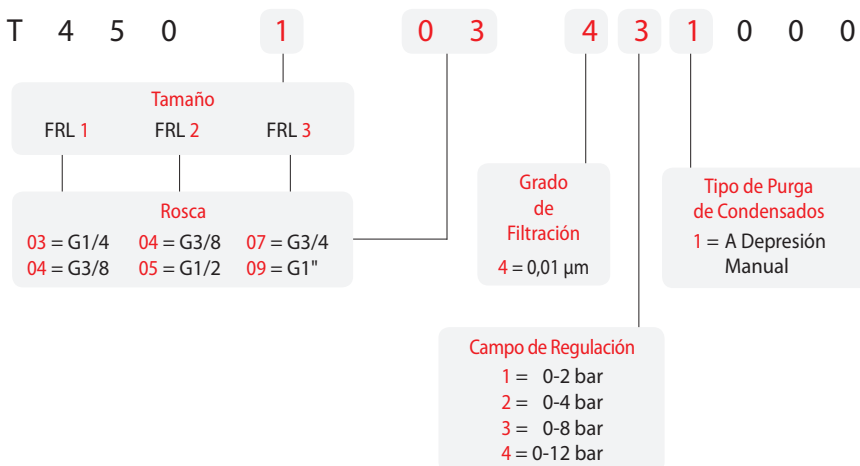 T 4 5 0 1 0 3 4 3 1 0 0 0
Tamaño
FRL 1 FRL 2 FRL 3
Rosca
03 = G1/4 04 = G3/8 07 = G3/4
04 = G3/8 05 = G1/2 09 = G1"
Grado
de
Filtración
4 = 0,01 µm
Tipo de Purga
de Condensados
1 = A Depresión
Manual
Campo de Regulación
1 = 0-2 bar
2 = 0-4 bar
3 = 0-8 bar
4 = 0-12 bar